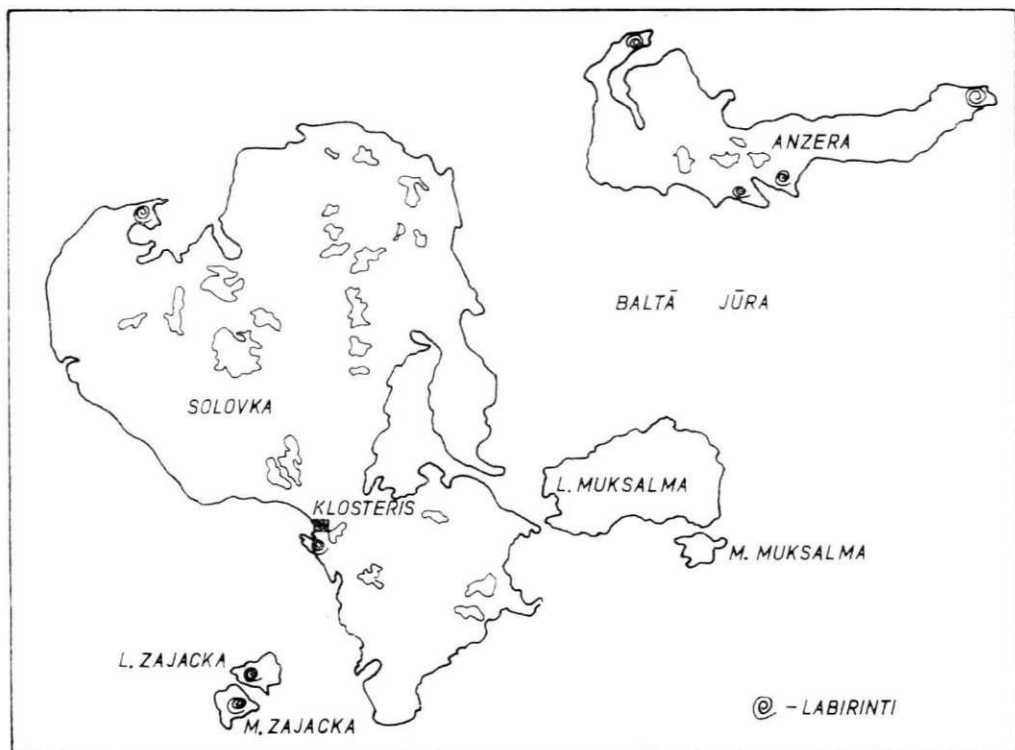 ANZERA
BALTĀ JŪRA
SOLOVKA
L. MUKSALMA
KLOSTERIS
M. MUKSALMA
L. ZAJACKA
M. ZAJACKA
- LABIRINTI